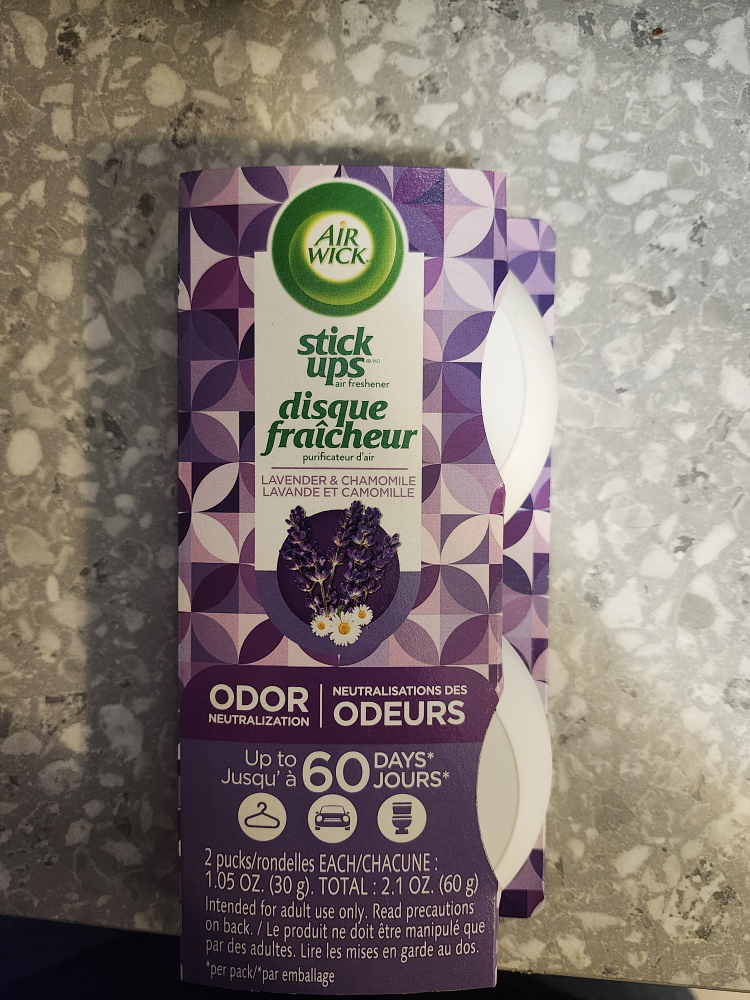 AIR
WICK®
stick
ups®/MD
air freshener
disque
fraîcheur
purificateur d'air
LAVENDER & CHAMOMILE
LAVANDE ET CAMOMILLE
ODOR
NEUTRALIZATION
NEUTRALISATIONS DES
ODEURS
Up to
Jusqu' à
60
DAYS*
JOURS*
2 pucks/rondelles EACH/CHACUNE :
1.05 OZ. (30 g). TOTAL : 2.1 OZ. (60 g)
Intended for adult use only. Read precautions
on back. / Le produit ne doit être manipulé que
par des adultes. Lire les mises en garde au dos.
*per pack/*par emballage